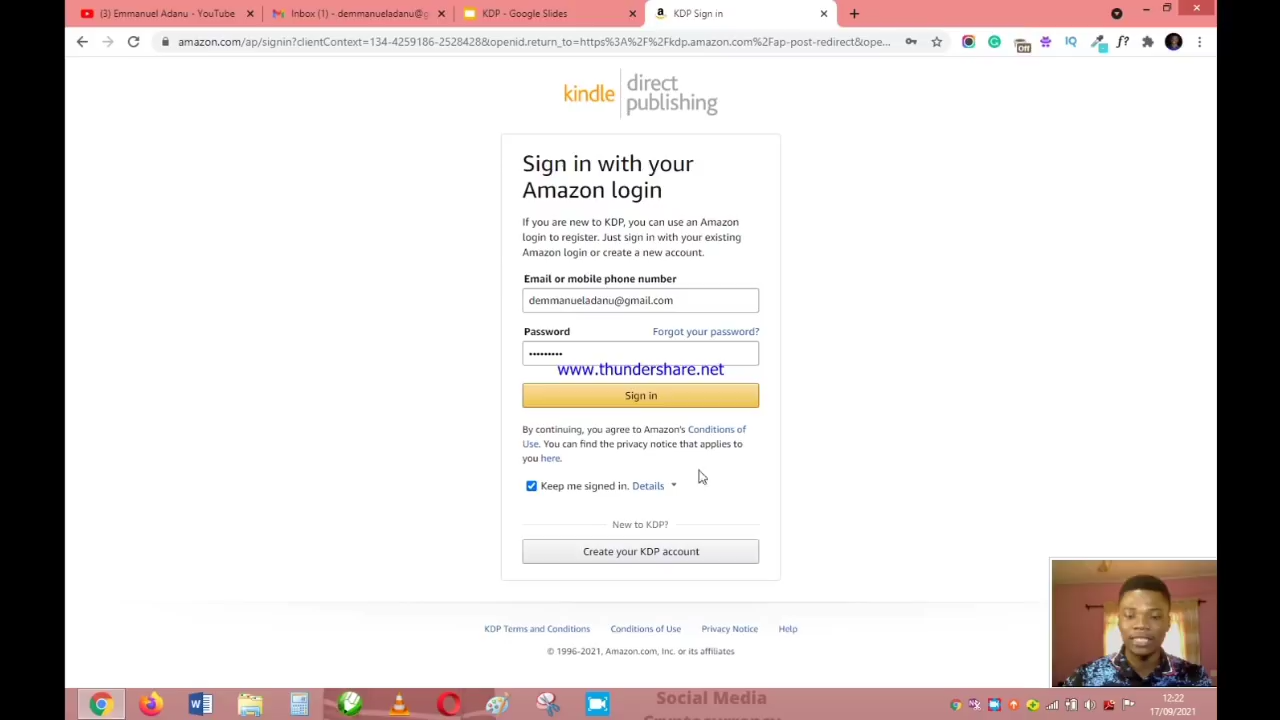 (3) Emmanuel Adanu - YouTube
Inbox (1) - demmanueladanu@g
KDP - Google Slides
KDP Sign in
amazon.com/ap/signin?clientContext=134-4259186-2528428&openid.return_to=https%3A%2F%2Fkdp.amazon.com%2Fap-post-redirect&ope...
Off
IQ
f?
kindle direct publishing
Sign in with your
Amazon login
If you are new to KDP, you can use an Amazon
login to register. Just sign in with your existing
Amazon login or create a new account.
Email or mobile phone number
demmanueladanu@gmail.com
Password Forgot your password?
•••••••••
www.thundershare.net
Sign in
By continuing, you agree to Amazon's Conditions of
Use. You can find the privacy notice that applies to
you here.
Keep me signed in. Details
New to KDP?
Create your KDP account
KDP Terms and Conditions Conditions of Use Privacy Notice Help
© 1996-2021, Amazon.com, Inc. or its affiliates
Social Media
Cryptocurrency
12:22
17/09/2021